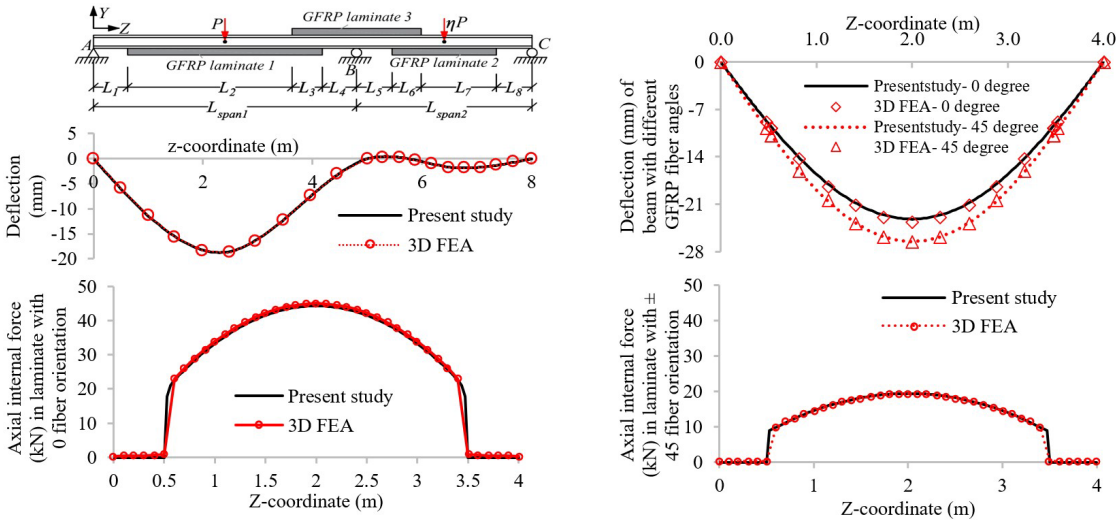 Y
Z
P
GFRP laminate 3
ηP
A
C
GFRP laminate 1
B
GFRP laminate 2
L1
L2
L3
L4
L5
L6
L7
L8
Lspan1
Lspan2
z-coordinate (m)
Deflection
(mm)
5
0
-5
-10
-15
-20
0
2
4
6
8
Present study
3D FEA
Axial internal force
(kN) in laminate with
0 fiber orientation
50
40
30
20
10
0
0
0.5
1
1.5
2
2.5
3
3.5
4
Present study
3D FEA
Z-coordinate (m)
Z-coordinate (m)
0.0
1.0
2.0
3.0
4.0
Deflection (mm) of
beam with different
GFRP fiber angles
0
-7
-14
-21
-28
Presentstudy- 0 degree
3D FEA- 0 degree
Presentstudy- 45 degree
3D FEA- 45 degree
Axial internal force
(kN) in laminate with ±
45 fiber orientation
50
40
30
20
10
0
0
1
2
3
4
Present study
3D FEA
Z-coordinate (m)